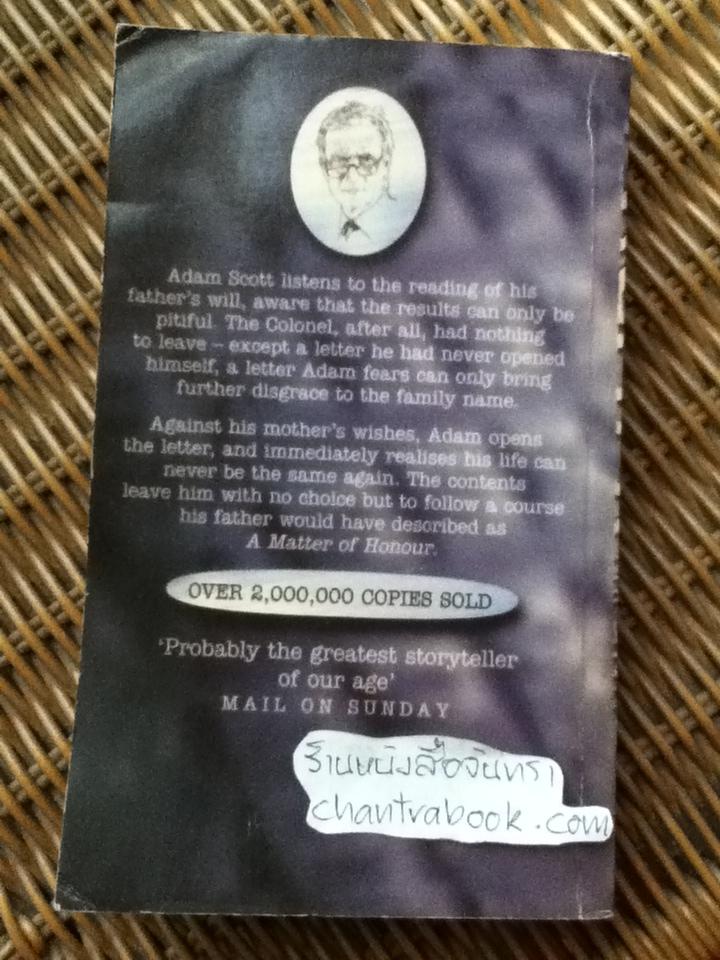 Adam Scott listens to the reading of his
father's will, aware that the results can only be
pitiful. The Colonel, after all, had nothing
to leave – except a letter he had never opened
himself, a letter Adam fears can only bring
further disgrace to the family name.
Against his mother's wishes, Adam opens
the letter, and immediately realises his life can
never be the same again. The contents
leave him with no choice but to follow a course
his father would have described as
A Matter of Honour.
OVER 2,000,000 COPIES SOLD
'Probably the greatest storyteller
of our age'
MAIL ON SUNDAY
ร้านหนังสือจันทรา
chantrabook.com